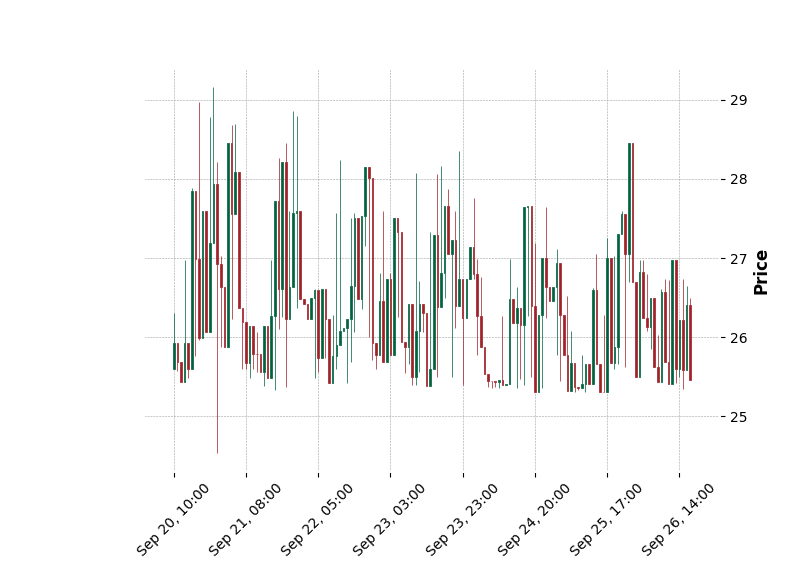 29
28
27
26
25
Price
Sep 20, 10:00
Sep 21, 08:00
Sep 22, 05:00
Sep 23, 03:00
Sep 23, 23:00
Sep 24, 20:00
Sep 25, 17:00
Sep 26, 14:00